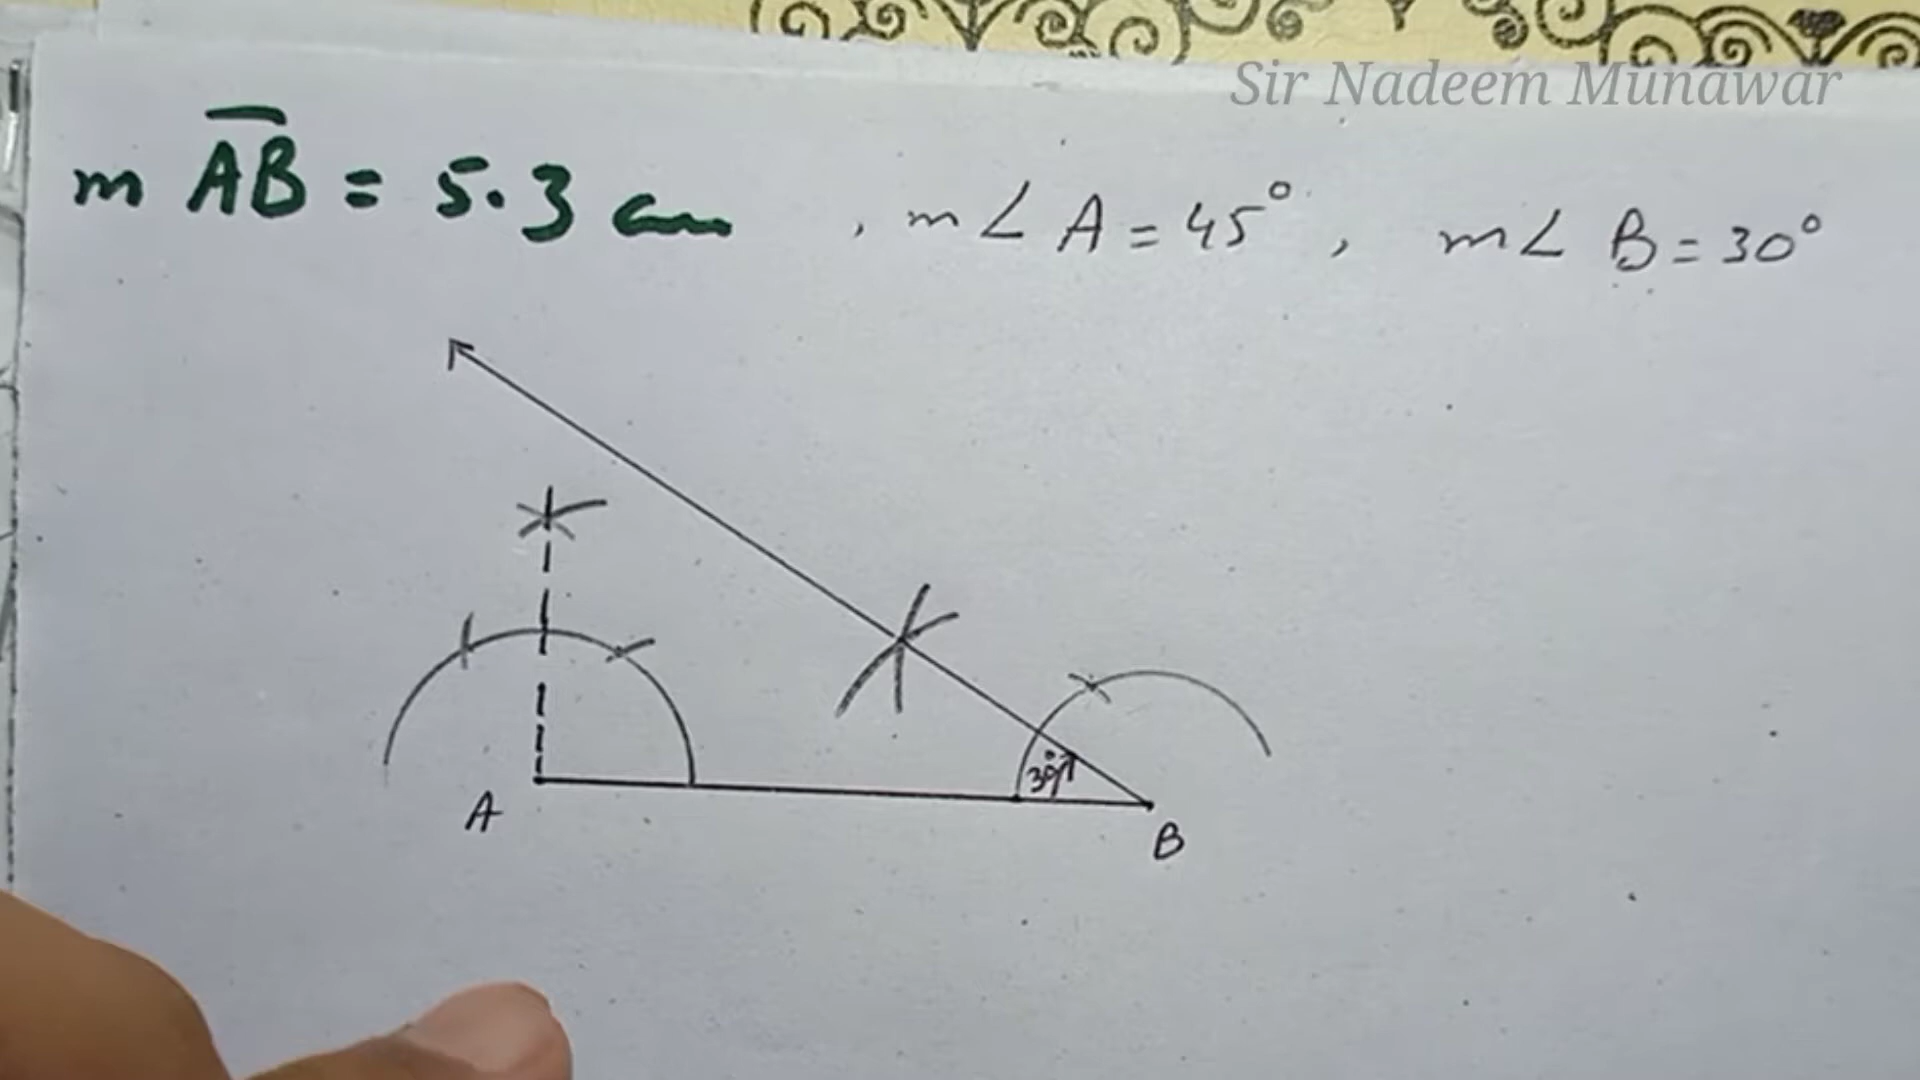 Sir Nadeem Munawar
m AB = 5.3 cm , m∠A = 45° , m∠B = 30°
30°
A
B